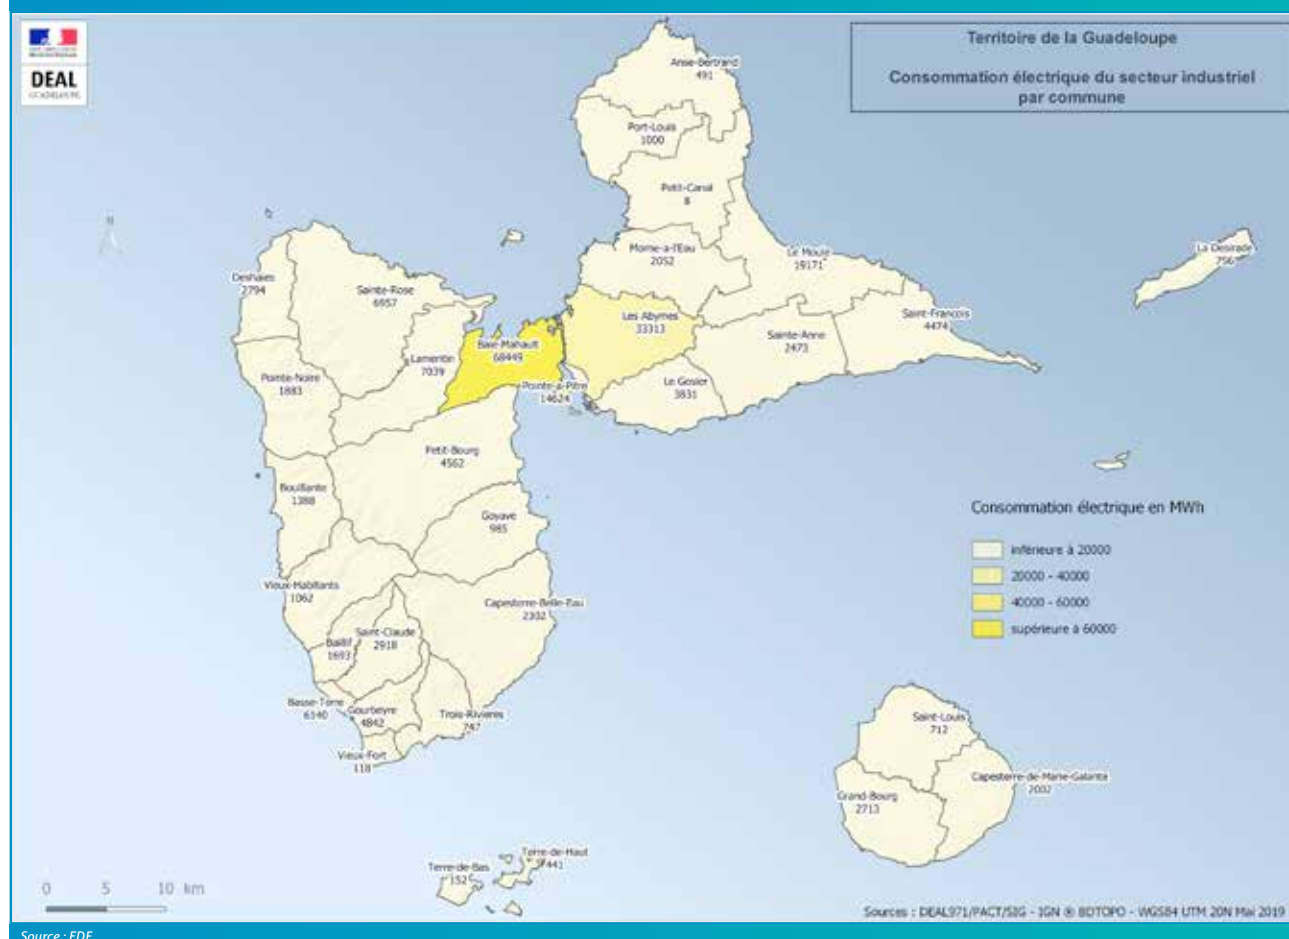 DEAL
GUADELOUPE
Territoire de la Guadeloupe
Consommation électrique du secteur industriel
par commune
Anse-Bertrand
491
Port-Louis
1000
Petit-Canal
8
Morne-a-l'Eau
2052
Le Moule
19171
La Desirade
756
Deshaies
2794
Sainte-Rose
6957
Les Abymes
33313
Saint-Francois
4474
Sainte-Anne
2473
Baie-Mahault
68449
Lamentin
7039
Pointe-Noire
1883
Pointe-a-Pitre
14624
Le Gosier
3831
Petit-Bourg
4562
Bouillante
1388
Goyave
985
Consommation électrique en MWh
inférieure à 20000
20000 - 40000
40000 - 60000
supérieure à 60000
Vieux-Habitants
1062
Capesterre-Belle-Eau
2302
Saint-Claude
2918
Baillif
1693
Basse-Terre
6140
Gourbeyre
4842
Trois-Rivieres
747
Vieux-Fort
118
Saint-Louis
712
Capesterre-de-Marie-Galante
2002
Grand-Bourg
2713
Terre-de-Haut
441
Terre-de-Bas
152
0 5 10 km
Sources : DEAL971/PACT/SIG - IGN ® BDTOPO - WGS84 UTM 20N Mai 2019
Source : EDF